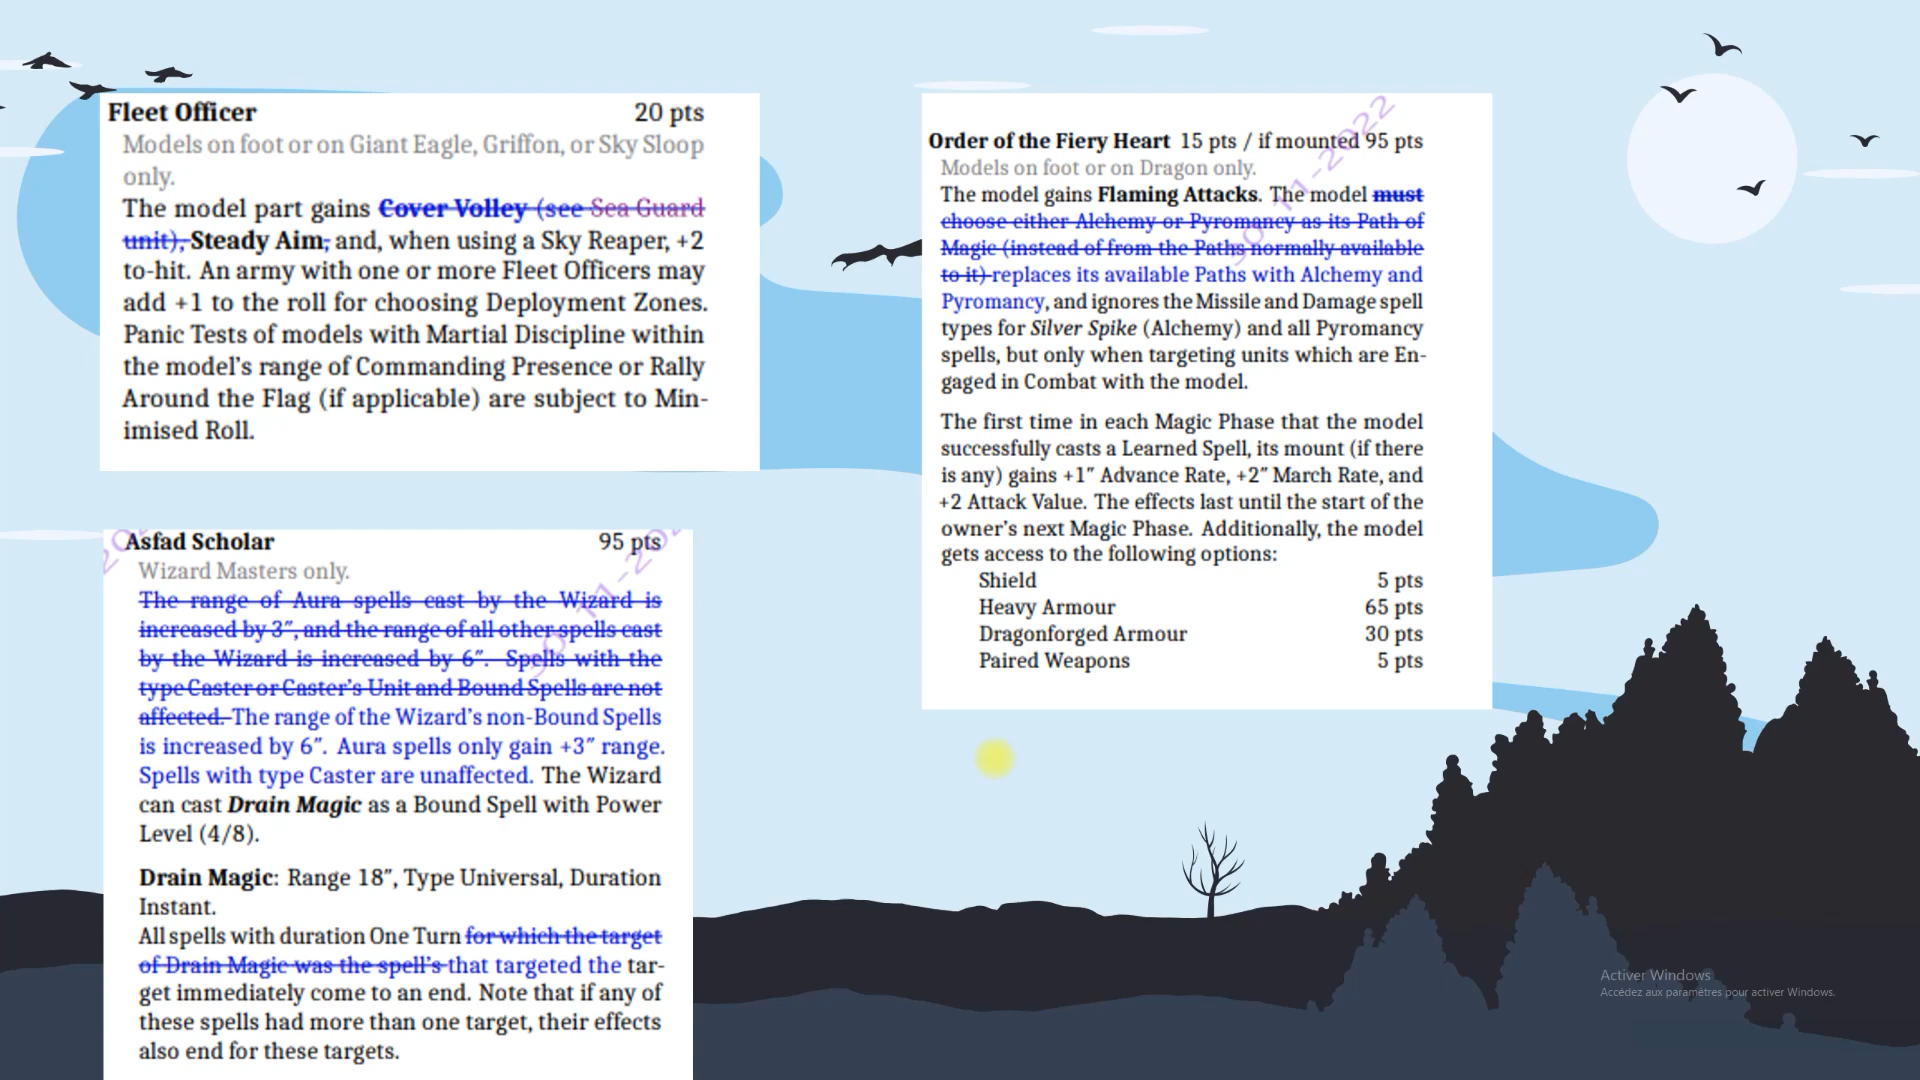 Fleet Officer 20 pts
Models on foot or on Giant Eagle, Griffon, or Sky Sloop
only.
The model part gains Cover Volley (see Sea Guard
unit), Steady Aim, and, when using a Sky Reaper, +2
to-hit. An army with one or more Fleet Officers may
add +1 to the roll for choosing Deployment Zones.
Panic Tests of models with Martial Discipline within
the model’s range of Commanding Presence or Rally
Around the Flag (if applicable) are subject to Min-
imised Roll.
Asfad Scholar 95 pts
Wizard Masters only.
The range of Aura spells cast by the Wizard is
increased by 3″, and the range of all other spells cast
by the Wizard is increased by 6″. Spells with the
type Caster or Caster’s Unit and Bound Spells are not
affected. The range of the Wizard’s non-Bound Spells
is increased by 6″. Aura spells only gain +3″ range.
Spells with type Caster are unaffected. The Wizard
can cast Drain Magic as a Bound Spell with Power
Level (4/8).
Drain Magic: Range 18″, Type Universal, Duration
Instant.
All spells with duration One Turn for which the target
of Drain Magic was the spell’s that targeted the tar-
get immediately come to an end. Note that if any of
these spells had more than one target, their effects
also end for these targets.
Order of the Fiery Heart 15 pts / if mounted 95 pts
Models on foot or on Dragon only.
The model gains Flaming Attacks. The model must
choose either Alchemy or Pyromancy as its Path of
Magic (instead of from the Paths normally available
to it) replaces its available Paths with Alchemy and
Pyromancy, and ignores the Missile and Damage spell
types for Silver Spike (Alchemy) and all Pyromancy
spells, but only when targeting units which are En-
gaged in Combat with the model.
The first time in each Magic Phase that the model
successfully casts a Learned Spell, its mount (if there
is any) gains +1″ Advance Rate, +2″ March Rate, and
+2 Attack Value. The effects last until the start of the
owner’s next Magic Phase. Additionally, the model
gets access to the following options:
Shield 5 pts
Heavy Armour 65 pts
Dragonforged Armour 30 pts
Paired Weapons 5 pts
Activer Windows
Accédez aux paramètres pour activer Windows.